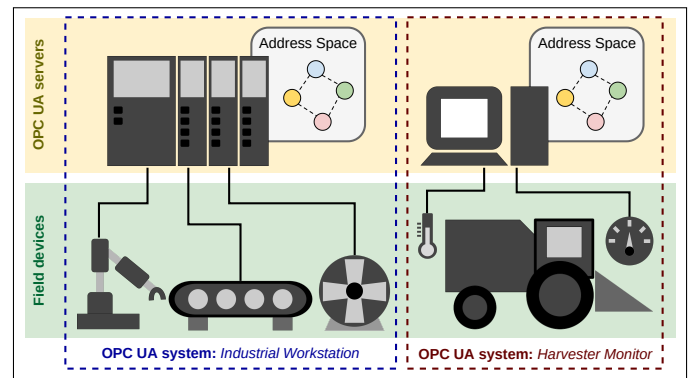 OPC UA servers
Address Space
Address Space
Field devices
OPC UA system: Industrial Workstation
OPC UA system: Harvester Monitor